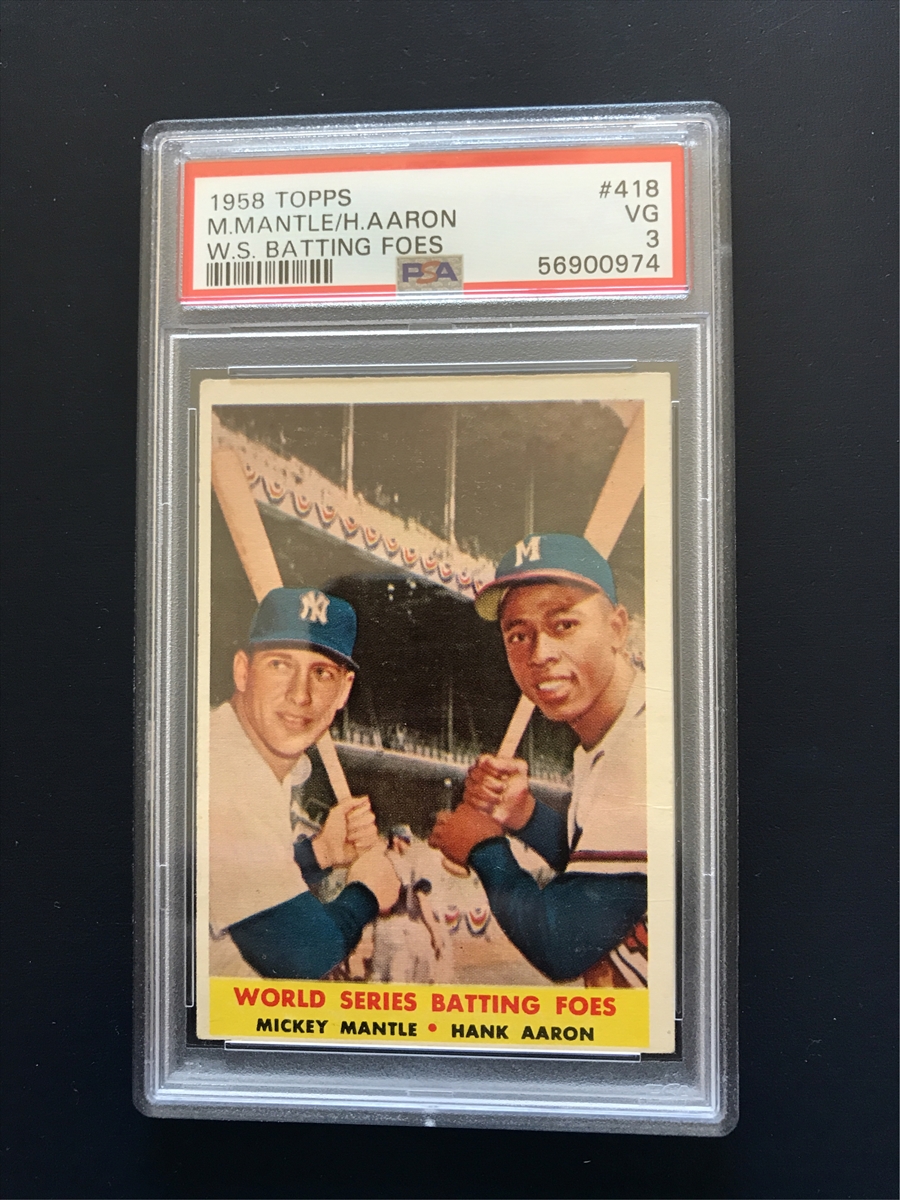 1958 TOPPS #418
M.MANTLE/H.AARON VG
W.S. BATTING FOES 3
PSA 56900974
NY
M
WORLD SERIES BATTING FOES
MICKEY MANTLE • HANK AARON